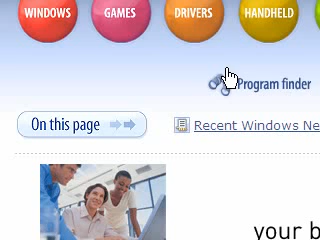 WINDOWS GAMES DRIVERS HANDHELD
Program finder
On this page
Recent Windows Ne
your b